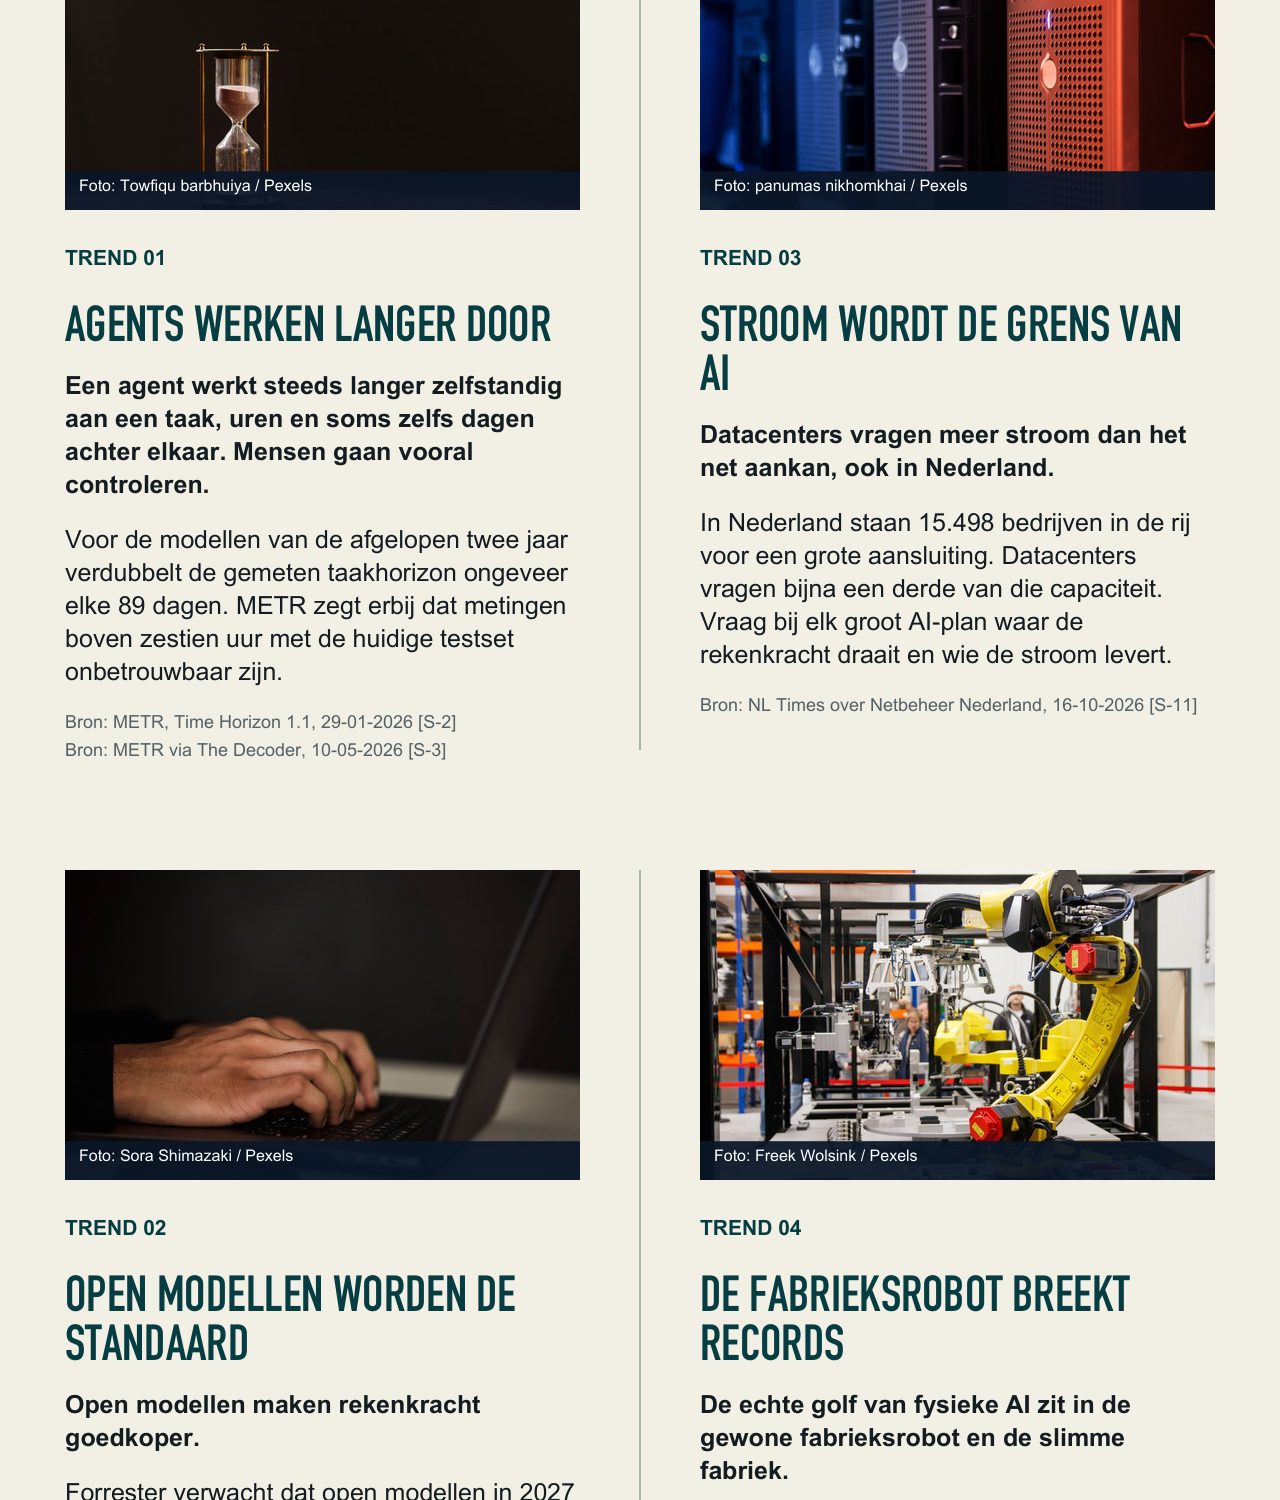 Foto: Towfiqu barbhuiya / Pexels
TREND 01
AGENTS WERKEN LANGER DOOR
Een agent werkt steeds langer zelfstandig
aan een taak, uren en soms zelfs dagen
achter elkaar. Mensen gaan vooral
controleren.
Voor de modellen van de afgelopen twee jaar
verdubbelt de gemeten taakhorizon ongeveer
elke 89 dagen. METR zegt erbij dat metingen
boven zestien uur met de huidige testset
onbetrouwbaar zijn.
Bron: METR, Time Horizon 1.1, 29-01-2026 [S-2]
Bron: METR via The Decoder, 10-05-2026 [S-3]
Foto: Sora Shimazaki / Pexels
TREND 02
OPEN MODELLEN WORDEN DE
STANDAARD
Open modellen maken rekenkracht
goedkoper.
Forrester verwacht dat open modellen in 2027
Foto: panumas nikhomkhai / Pexels
TREND 03
STROOM WORDT DE GRENS VAN
AI
Datacenters vragen meer stroom dan het
net aankan, ook in Nederland.
In Nederland staan 15.498 bedrijven in de rij
voor een grote aansluiting. Datacenters
vragen bijna een derde van die capaciteit.
Vraag bij elk groot AI-plan waar de
rekenkracht draait en wie de stroom levert.
Bron: NL Times over Netbeheer Nederland, 16-10-2026 [S-11]
Foto: Freek Wolsink / Pexels
TREND 04
DE FABRIEKSROBOT BREEKT
RECORDS
De echte golf van fysieke AI zit in de
gewone fabrieksrobot en de slimme
fabriek.